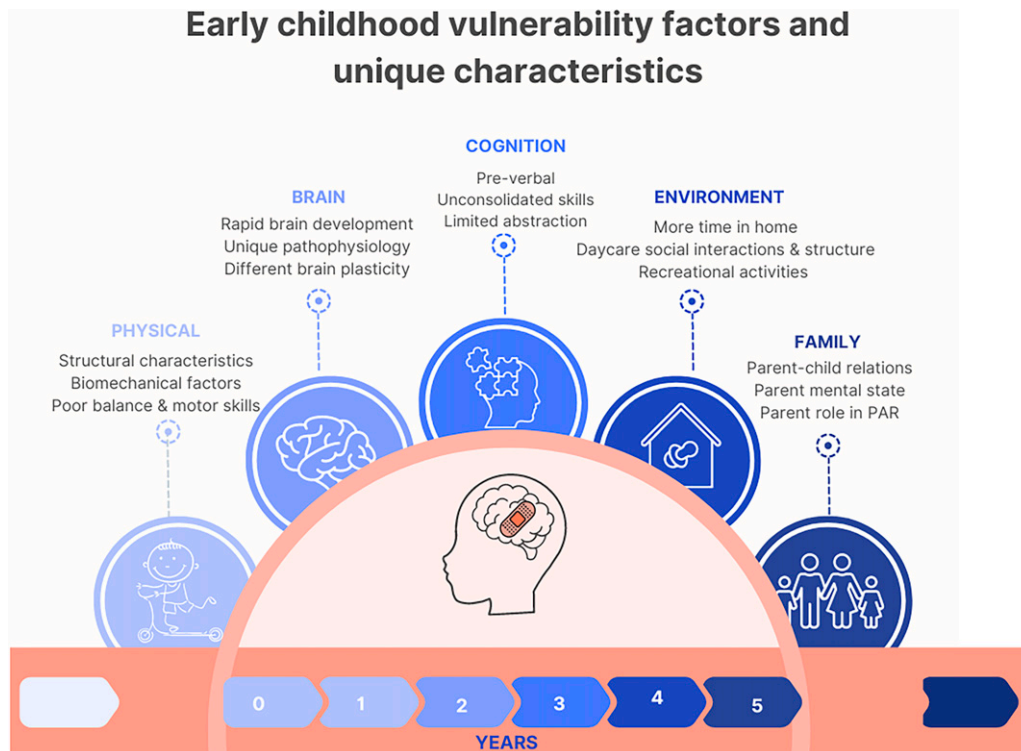 Early childhood vulnerability factors and
unique characteristics
COGNITION
Pre-verbal
Unconsolidated skills
Limited abstraction
BRAIN
Rapid brain development
Unique pathophysiology
Different brain plasticity
ENVIRONMENT
More time in home
Daycare social interactions & structure
Recreational activities
PHYSICAL
Structural characteristics
Biomechanical factors
Poor balance & motor skills
FAMILY
Parent-child relations
Parent mental state
Parent role in PAR
0 1 2 3 4 5
YEARS